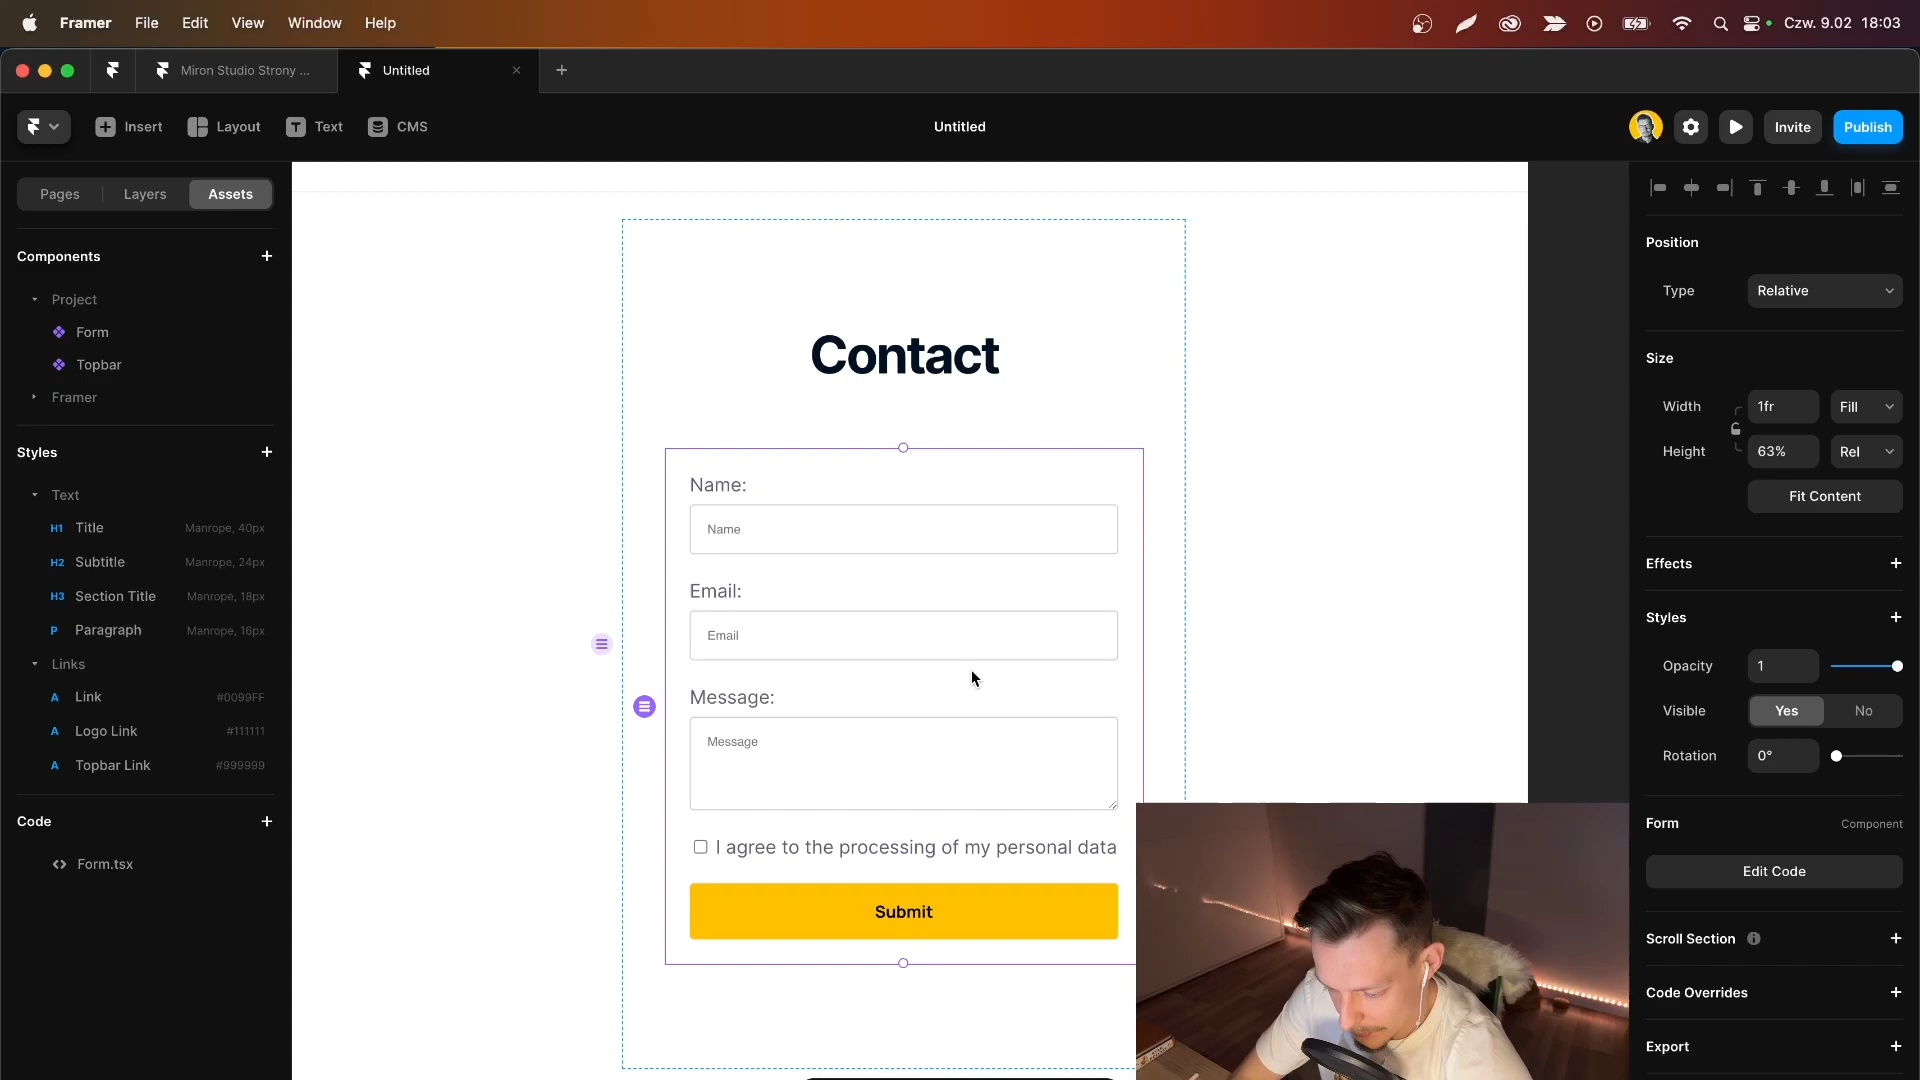 Framer File Edit View Window Help
Czw. 9.02 18:03
Miron Studio Strony ...
Untitled
Insert
Layout
Text
CMS
Untitled
Invite
Publish
Pages
Layers
Assets
Components
Project
Form
Topbar
Framer
Styles
Text
H1 Title Manrope, 40px
H2 Subtitle Manrope, 24px
H3 Section Title Manrope, 18px
P Paragraph Manrope, 16px
Links
A Link #0099FF
A Logo Link #111111
A Topbar Link #999999
Code
Form.tsx
Contact
Name:
Name
Email:
Email
Message:
Message
I agree to the processing of my personal data
Submit
Position
Type Relative
Size
Width 1fr Fill
Height 63% Rel
Fit Content
Effects
Styles
Opacity 1
Visible Yes No
Rotation 0°
Form Component
Edit Code
Scroll Section
Code Overrides
Export